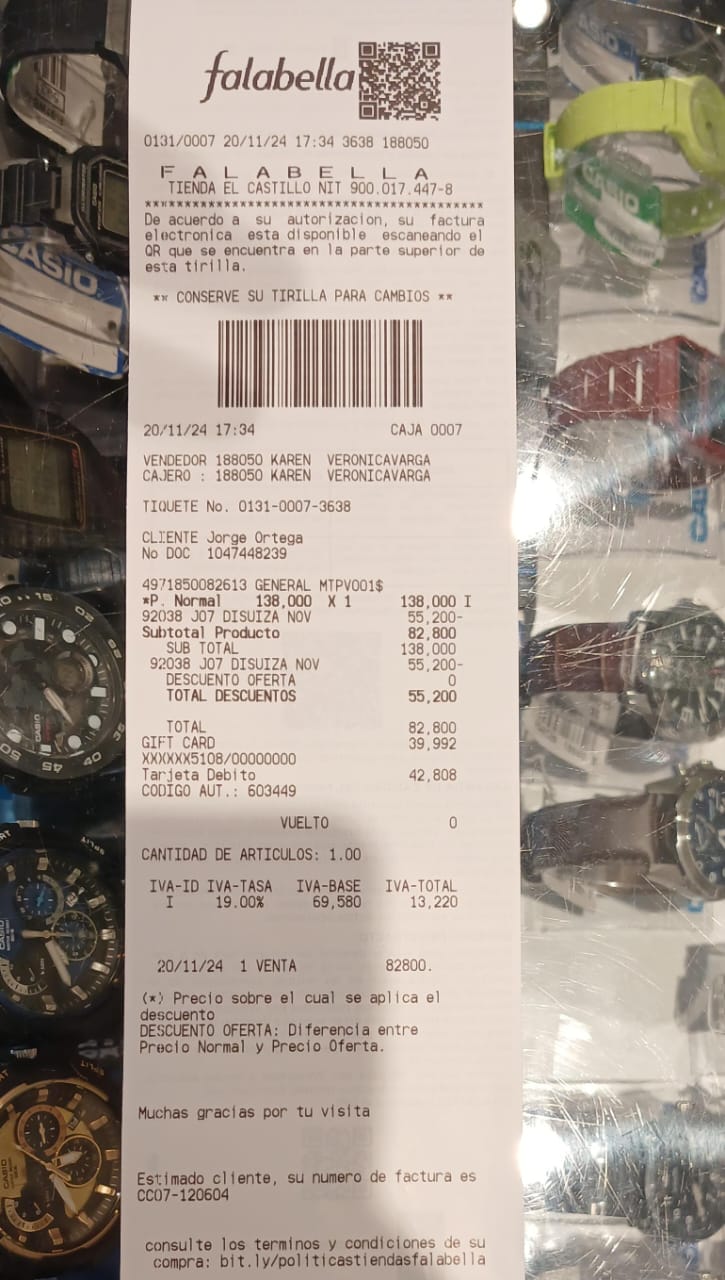 falabella
0131/0007 20/11/24 17:34 3638 188050
F A L A B E L L A
TIENDA EL CASTILLO NIT 900.017.447-8
De acuerdo a su autorizacion, su factura
electronica esta disponible escaneando el
QR que se encuentra en la parte superior de
esta tirilla.
** CONSERVE SU TIRILLA PARA CAMBIOS **
20/11/24 17:34 CAJA 0007
VENDEDOR 188050 KAREN VERONICAVARGA
CAJERO : 188050 KAREN VERONICAVARGA
TIQUETE No. 0131-0007-3638
CLIENTE Jorge Ortega
No DOC 1047448239
4971850082613 GENERAL MTPV001$
*P. Normal 138,000 X 1 138,000 I
92038 J07 DISUIZA NOV 55,200-
Subtotal Producto 82,800
SUB TOTAL 138,000
92038 J07 DISUIZA NOV 55,200-
DESCUENTO OFERTA 0
TOTAL DESCUENTOS 55,200
TOTAL 82,800
GIFT CARD 39,992
XXXXXX5108/00000000
Tarjeta Debito 42,808
CODIGO AUT.: 603449
VUELTO 0
CANTIDAD DE ARTICULOS: 1.00
IVA-ID IVA-TASA IVA-BASE IVA-TOTAL
I 19.00% 69,580 13,220
20/11/24 1 VENTA 82800.
(*) Precio sobre el cual se aplica el
descuento
DESCUENTO OFERTA: Diferencia entre
Precio Normal y Precio Oferta.
Muchas gracias por tu visita
Estimado cliente, su numero de factura es
CC07-120604
consulte los terminos y condiciones de su
compra: bit.ly/politicastiendasfalabella
CASIO
CASIO
CASIO
CASIO